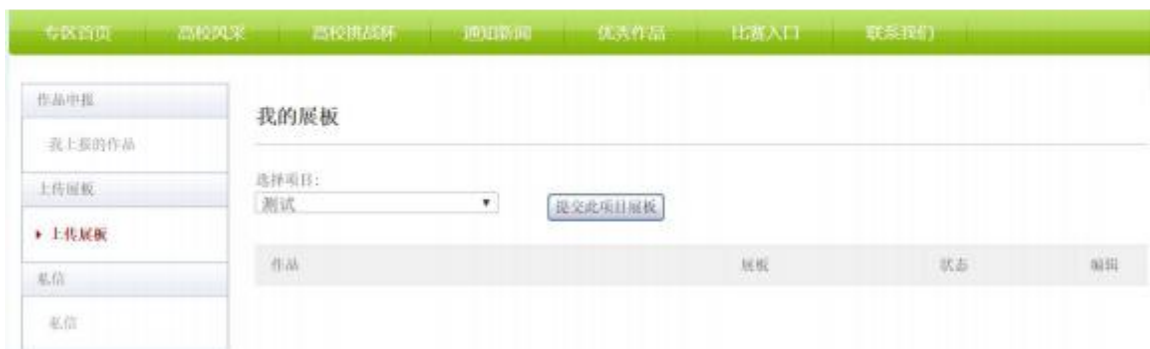 专区首页 高校风采 高校挑战杯 通知新闻 优秀作品 比赛入口 联系我们
作品申报
我上报的作品
上传展板
上传展板
私信
私信
我的展板
选择项目:
测试
提交此项目展板
作品 展板 状态 编辑